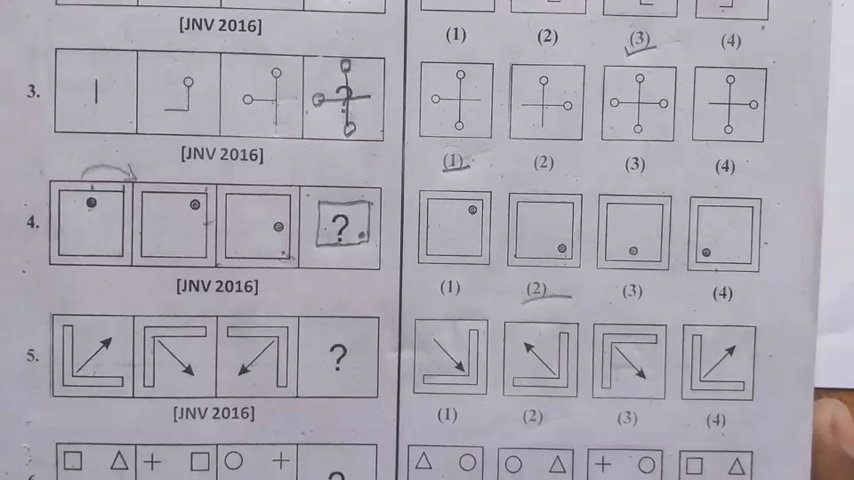 [JNV 2016]
(1) (2) (3) (4)
3. ?
[JNV 2016]
(1) (2) (3) (4)
4. ?
[JNV 2016]
(1) (2) (3) (4)
5. ?
[JNV 2016]
(1) (2) (3) (4)